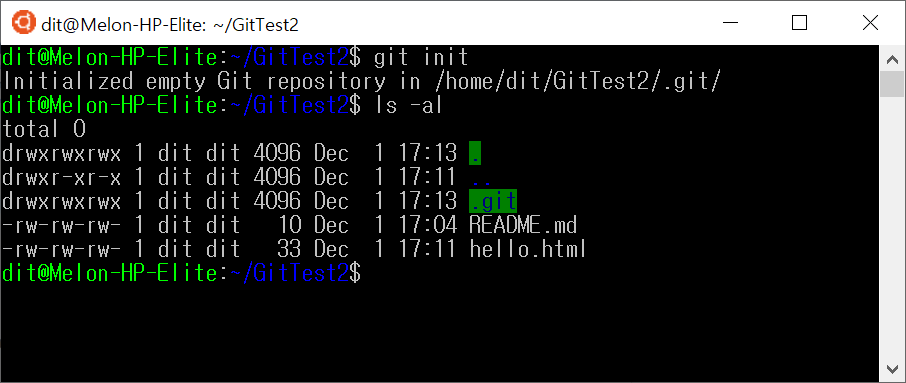 dit@Melon-HP-Elite: ~/GitTest2
dit@Melon-HP-Elite:~/GitTest2$ git init
Initialized empty Git repository in /home/dit/GitTest2/.git/
dit@Melon-HP-Elite:~/GitTest2$ ls -al
total 0
drwxrwxrwx 1 dit dit 4096 Dec  1 17:13 .
drwxr-xr-x 1 dit dit 4096 Dec  1 17:11 ..
drwxrwxrwx 1 dit dit 4096 Dec  1 17:13 .git
-rw-rw-rw- 1 dit dit   10 Dec  1 17:04 README.md
-rw-rw-rw- 1 dit dit   33 Dec  1 17:11 hello.html
dit@Melon-HP-Elite:~/GitTest2$